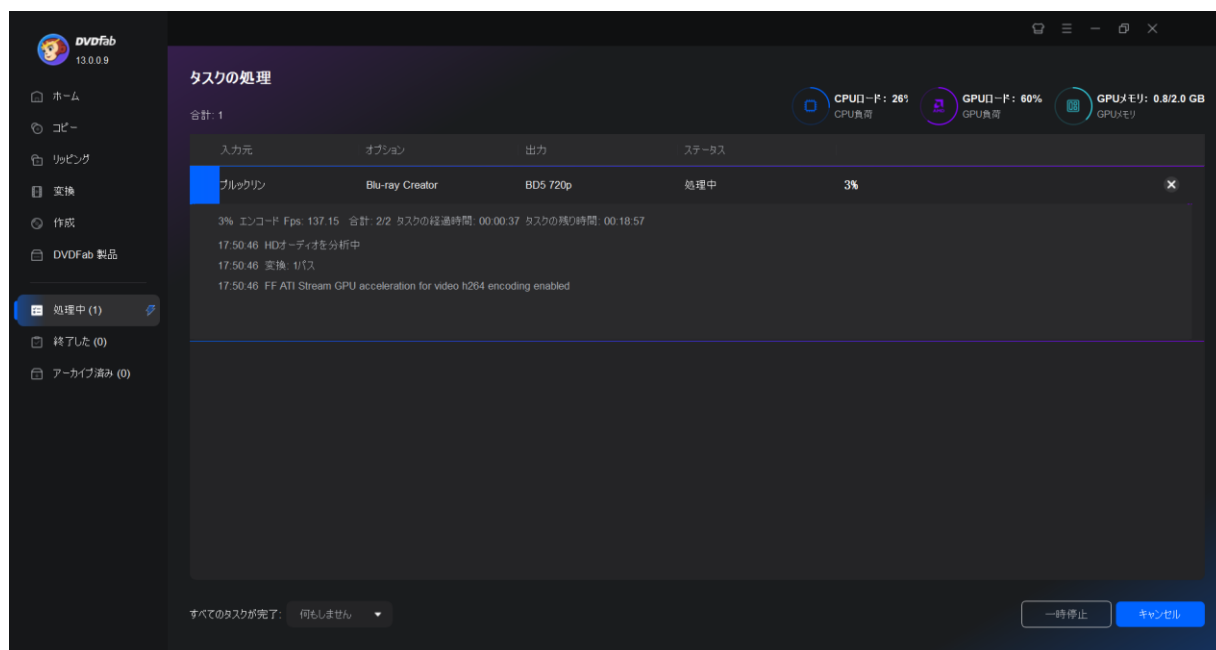 DVDfab
13.0.0.9
ホーム
コピー
リッピング
変換
作成
DVDFab 製品
処理中 (1)
終了した (0)
アーカイブ済み (0)
タスクの処理
合計: 1
CPUロード: 26%
CPU負荷
GPUロード: 60%
GPU負荷
GPUメモリ: 0.8/2.0 GB
GPUメモリ
入力元 オプション 出力 ステータス
ブルックリン Blu-ray Creator BD5 720p 処理中 3%
3% エンコード Fps: 137.15 合計: 2/2 タスクの経過時間: 00:00:37 タスクの残り時間: 00:18:57
17:50:46 HDオーディオを分析中
17:50:46 変換: 1パス
17:50:46 FF ATI Stream GPU acceleration for video h264 encoding enabled
すべてのタスクが完了: 何もしません
一時停止
キャンセル